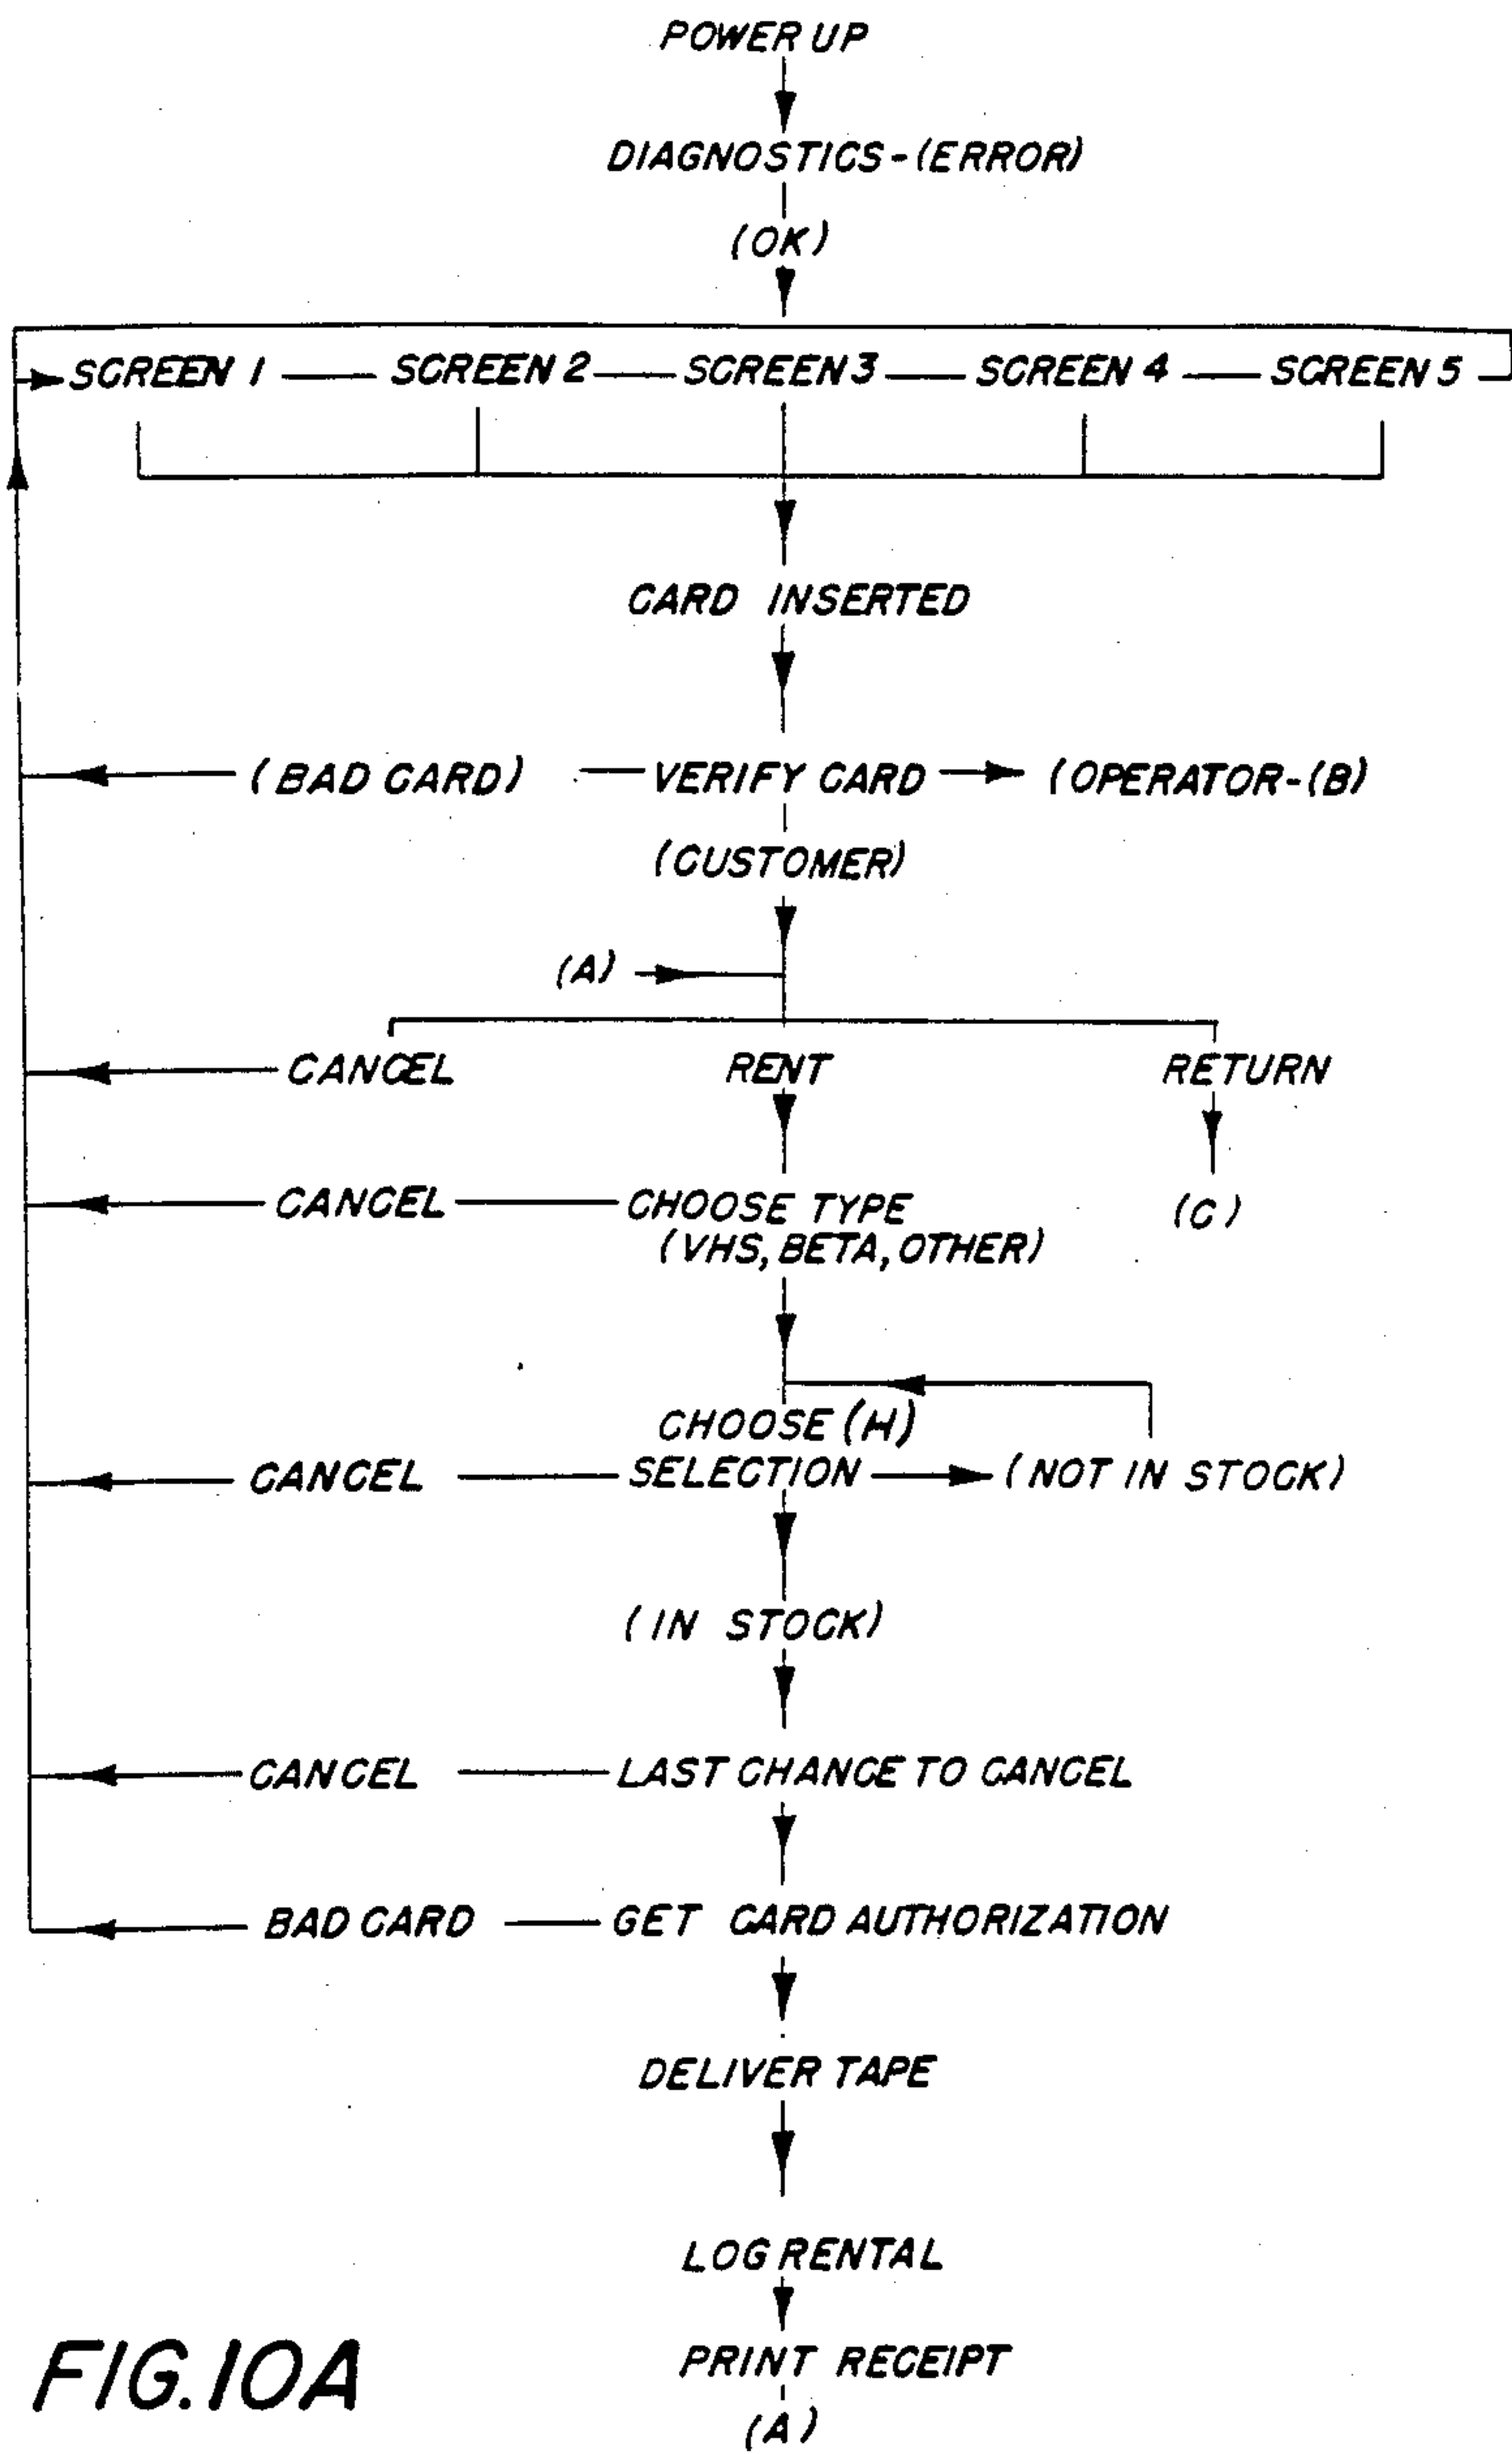 POWER UP
DIAGNOSTICS-(ERROR)
(OK)
SCREEN 1 SCREEN 2 SCREEN 3 SCREEN 4 SCREEN 5
CARD INSERTED
(BAD CARD) VERIFY CARD (OPERATOR-(B)
(CUSTOMER)
(A)
CANCEL RENT RETURN
CANCEL CHOOSE TYPE (C)
(VHS, BETA, OTHER)
CHOOSE (H)
CANCEL SELECTION (NOT IN STOCK)
(IN STOCK)
CANCEL LAST CHANCE TO CANCEL
BAD CARD GET CARD AUTHORIZATION
DELIVER TAPE
LOG RENTAL
PRINT RECEIPT
(A)
FIG. 10A